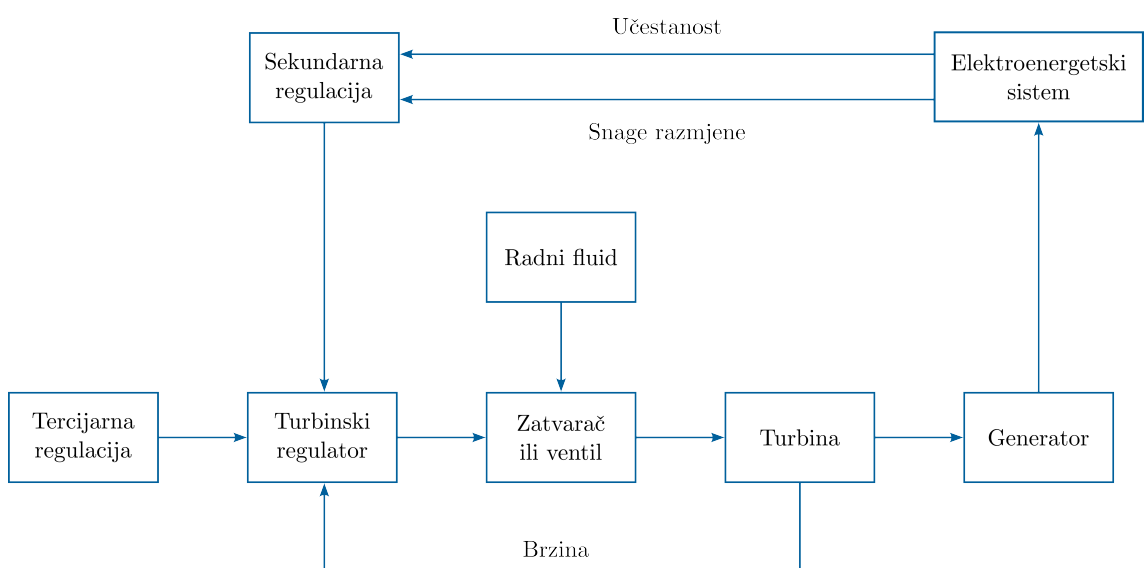 Učestanost
Sekundarna
regulacija
Elektroenergetski
sistem
Snage razmjene
Radni fluid
Tercijarna
regulacija
Turbinski
regulator
Zatvarač
ili ventil
Turbina
Generator
Brzina